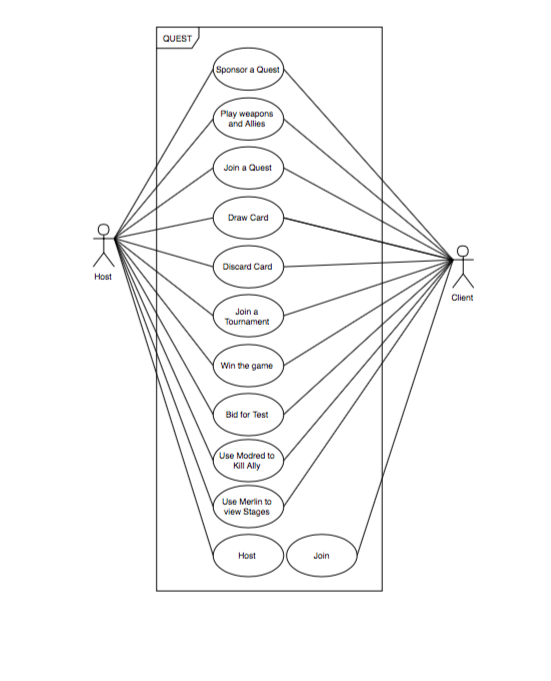 QUEST
Sponsor a Quest
Play weapons
and Allies
Join a Quest
Draw Card
Discard Card
Join a
Tournament
Win the game
Bid for Test
Use Modred to
Kill Ally
Use Merlin to
view Stages
Host
Join
Host
Client